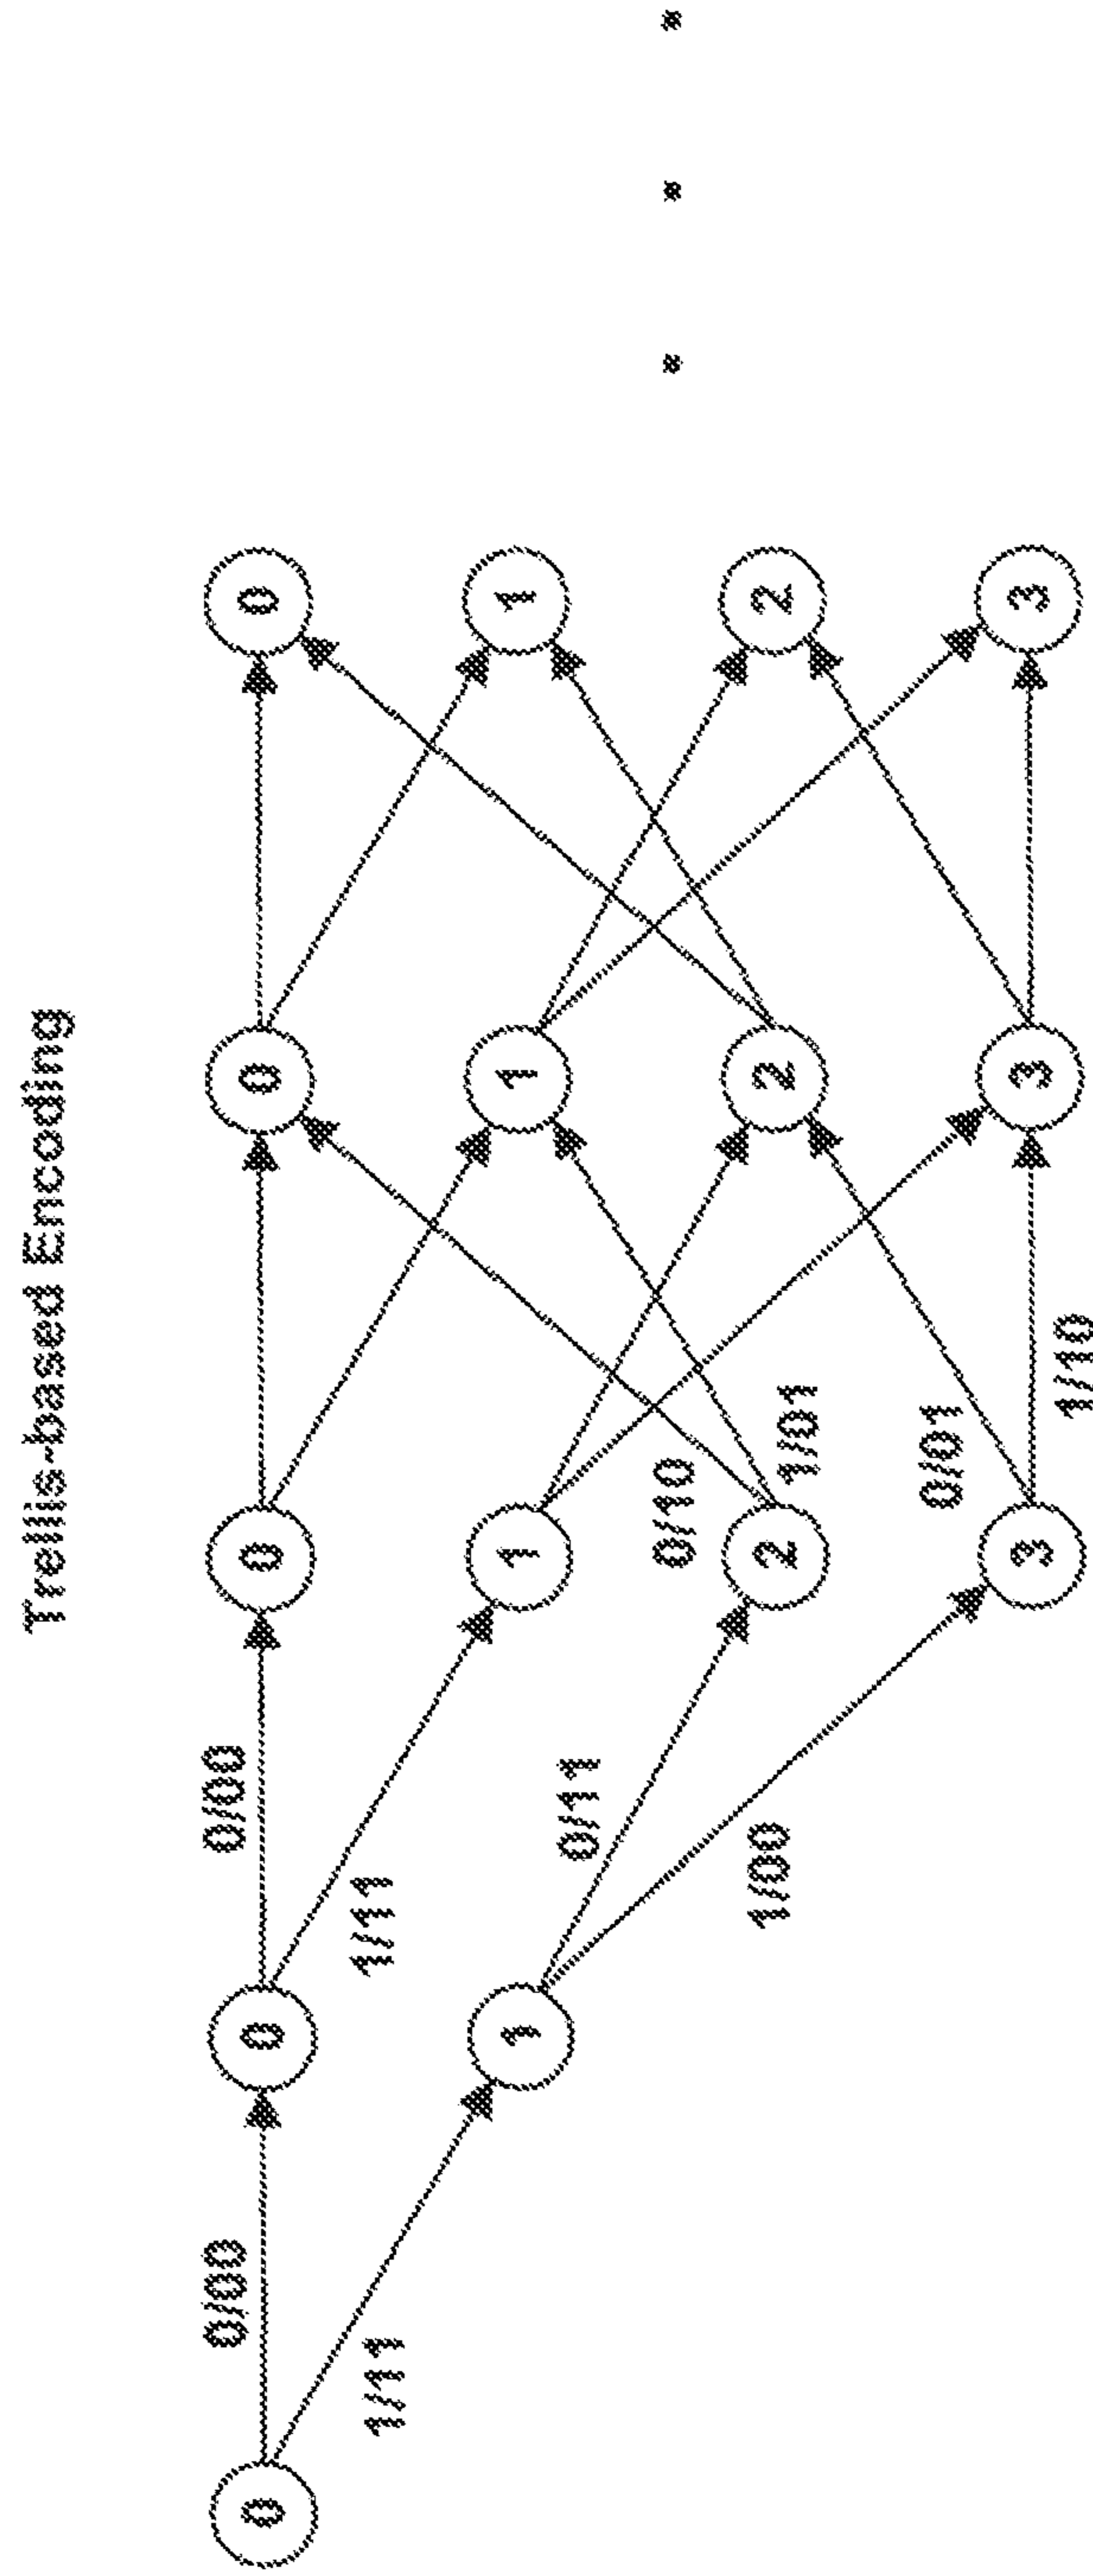 Trellis-based Encoding
0 0/00 0 0/00 0 0 0
1/11 1/11
1 0/11 1 1 1
1/00 0/10
2 1/01 2 2
0/01
3 1/10 3 3
* * *